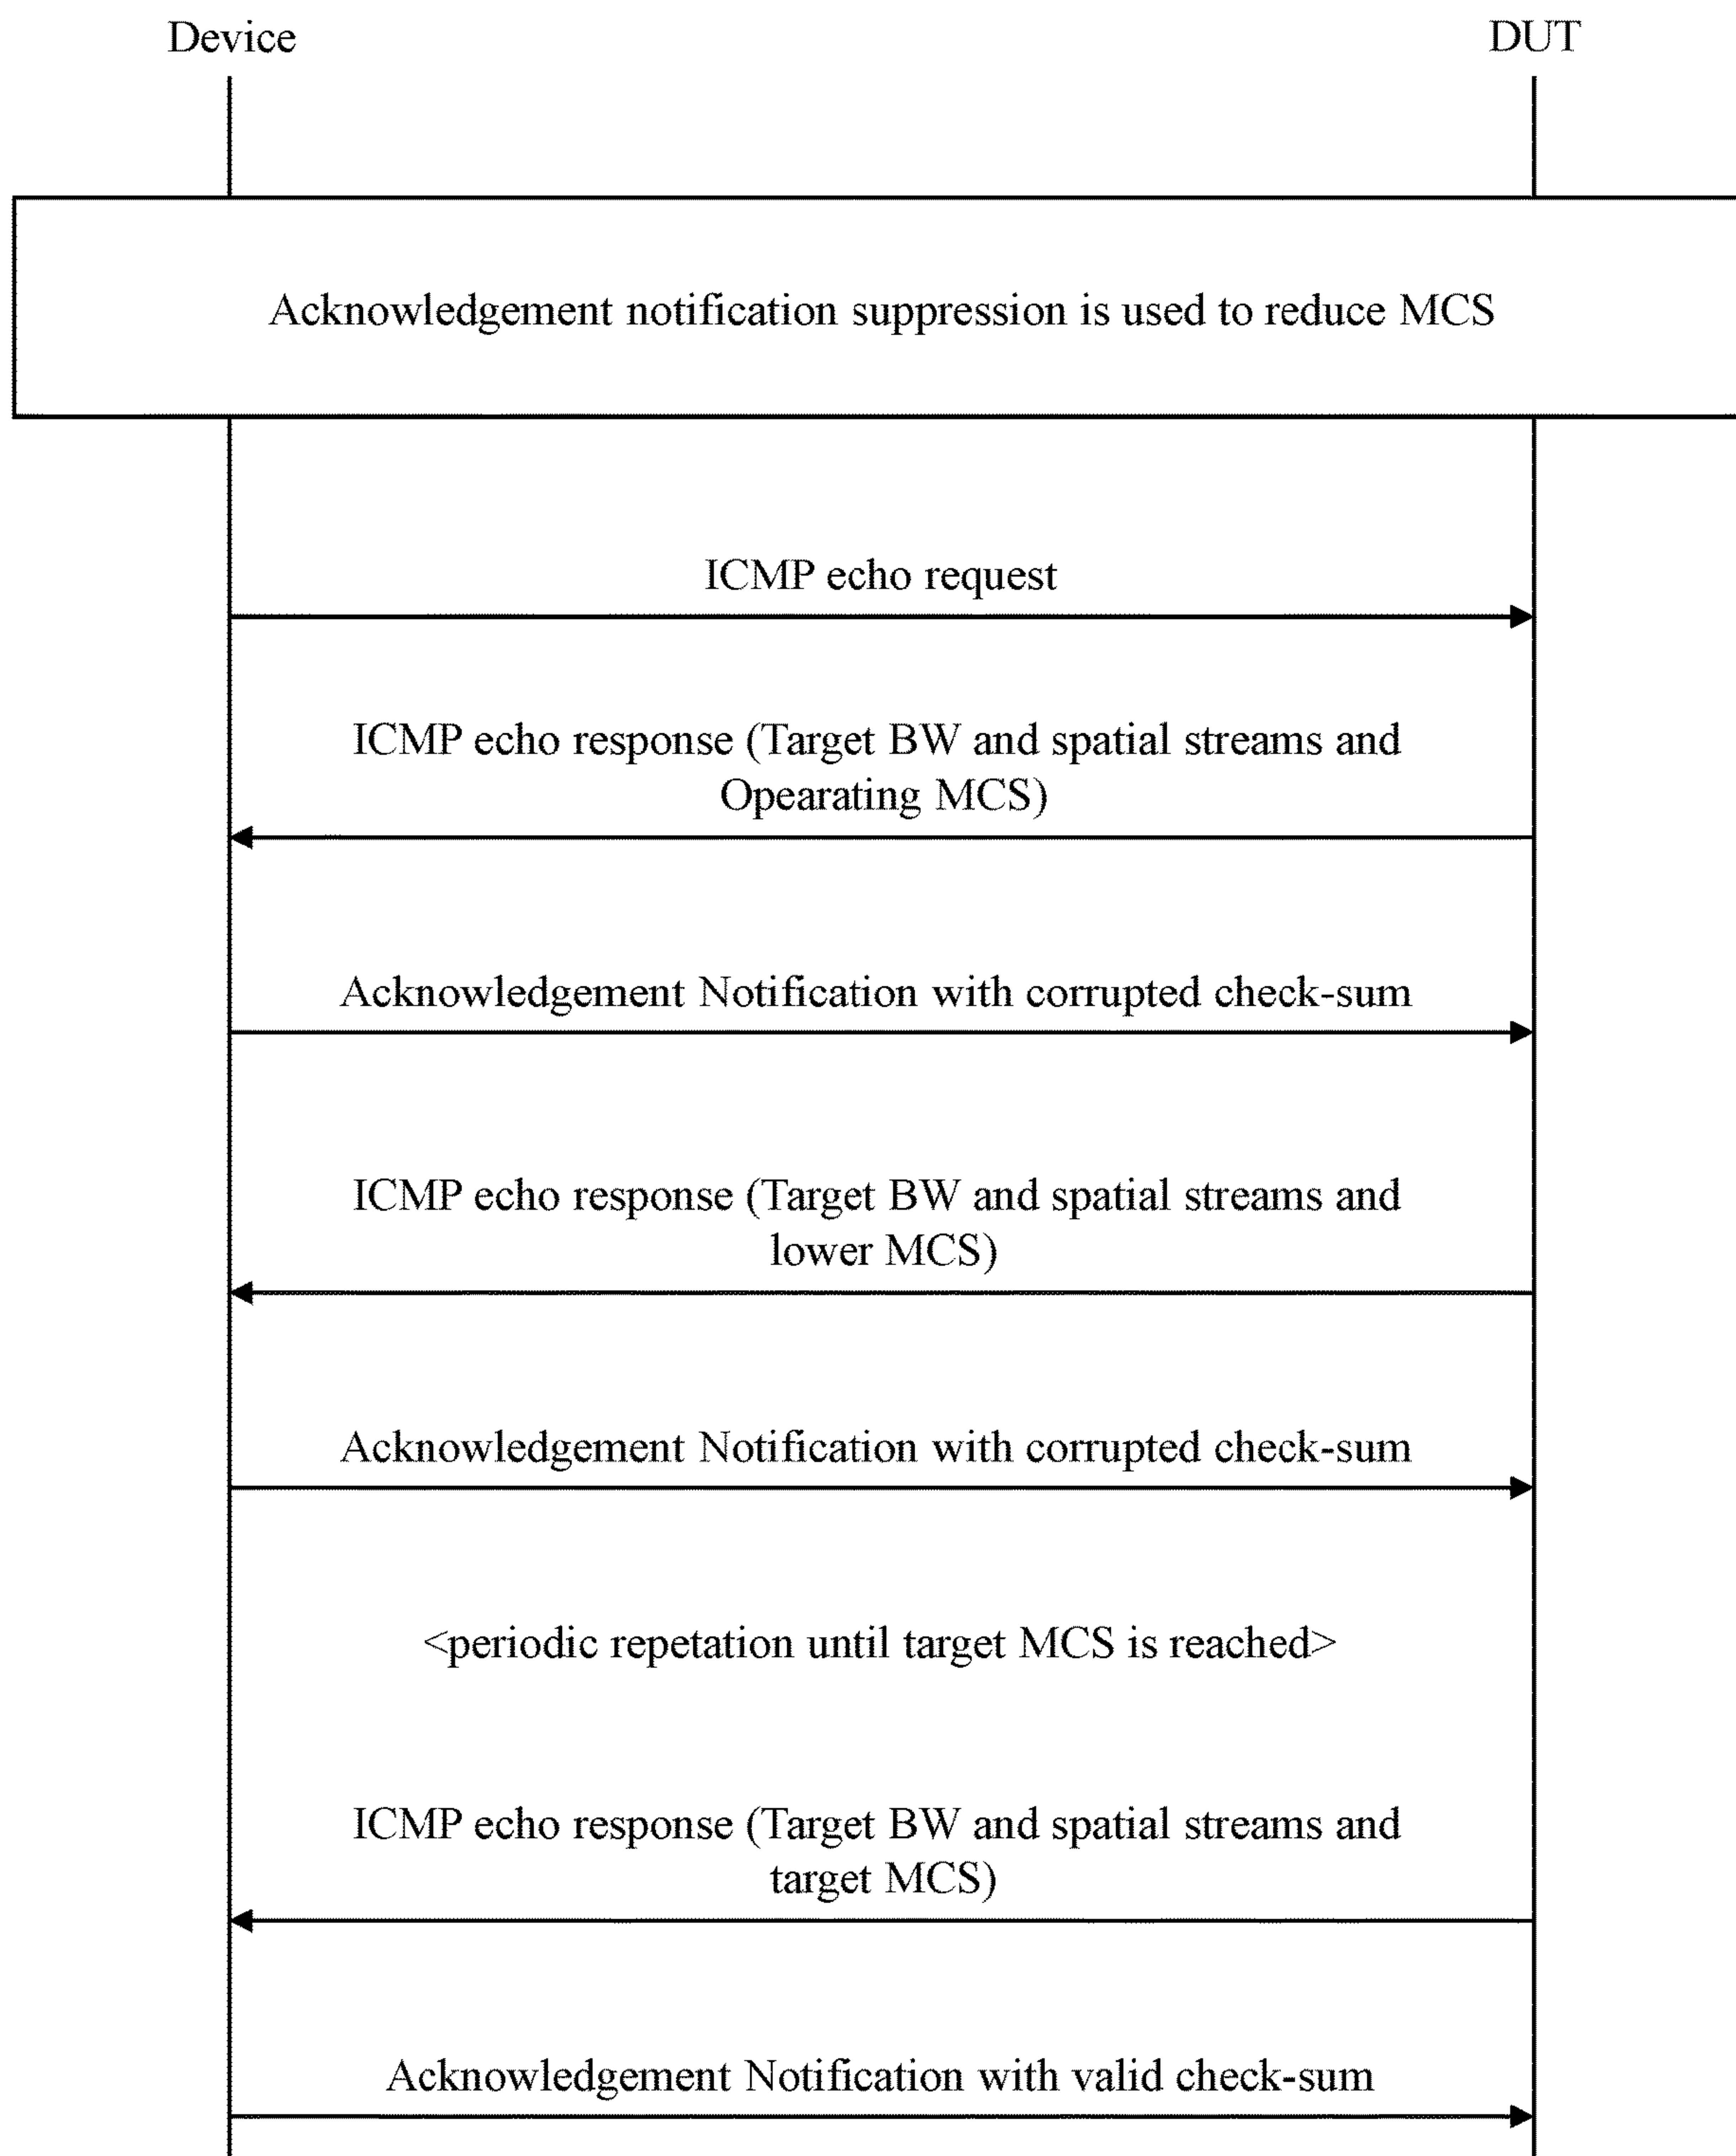 Device
DUT
Acknowledgement notification suppression is used to reduce MCS
ICMP echo request
ICMP echo response (Target BW and spatial streams and
Opearating MCS)
Acknowledgement Notification with corrupted check-sum
ICMP echo response (Target BW and spatial streams and
lower MCS)
Acknowledgement Notification with corrupted check-sum
<periodic repetation until target MCS is reached>
ICMP echo response (Target BW and spatial streams and
target MCS)
Acknowledgement Notification with valid check-sum